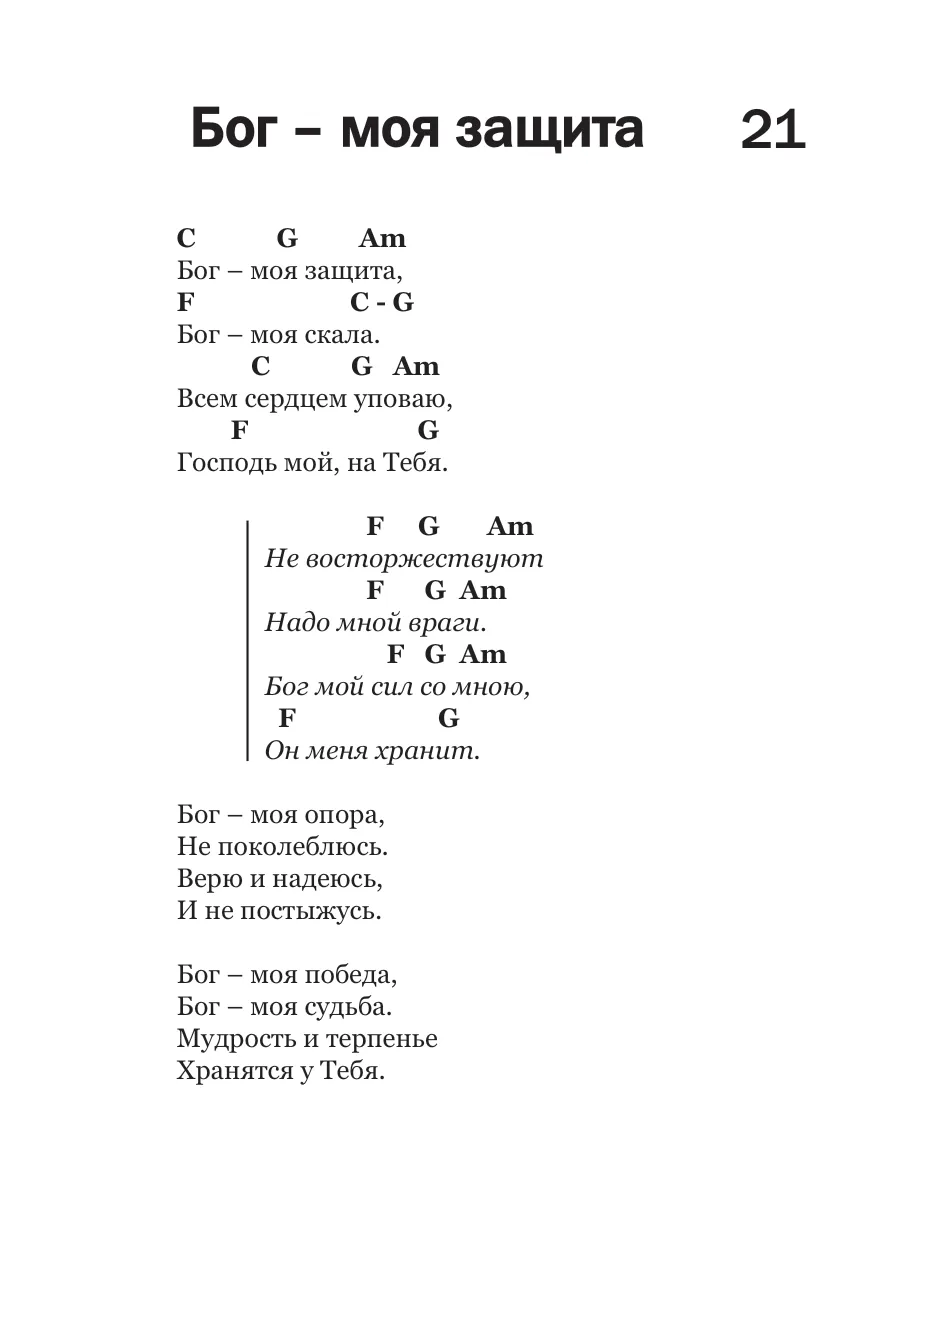 Бог – моя защита 21
C G Am
Бог – моя защита,
F C - G
Бог – моя скала.
C G Am
Всем сердцем уповаю,
F G
Господь мой, на Тебя.
F G Am
Не восторжествуют
F G Am
Надо мной враги.
F G Am
Бог мой сил со мною,
F G
Он меня хранит.
Бог – моя опора,
Не поколеблюсь.
Верю и надеюсь,
И не постыжусь.
Бог – моя победа,
Бог – моя судьба.
Мудрость и терпенье
Хранятся у Тебя.